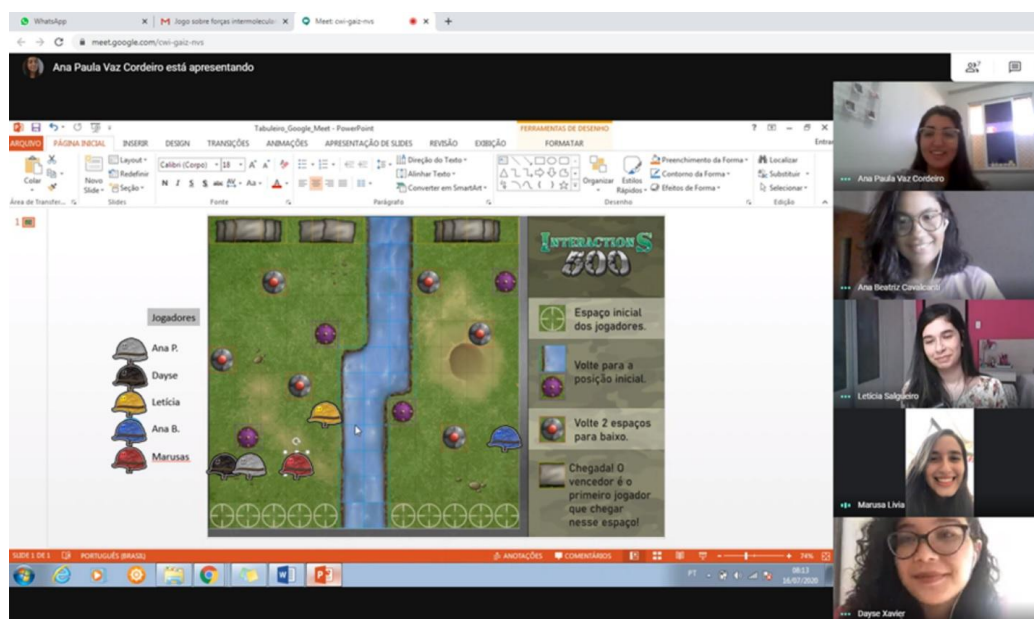 WhatsApp
Jogo sobre forças intermolecula
Meet: cwi-gaiz-nvs
meet.google.com/cwi-gaiz-nvs
Ana Paula Vaz Cordeiro está apresentando
Tabuleiro_Google_Meet - PowerPoint
FERRAMENTAS DE DESENHO
ARQUIVO
PÁGINA INICIAL
INSERIR
DESIGN
TRANSIÇÕES
ANIMAÇÕES
APRESENTAÇÃO DE SLIDES
REVISÃO
EXIBIÇÃO
FORMATAR
Entrar
Colar
Novo
Slide
Layout
Redefinir
Seção
Calibri (Corpo)
18
Direção do Texto
Alinhar Texto
Converter em SmartArt
Organizar
Estilos
Rápidos
Preenchimento da Forma
Contorno da Forma
Efeitos de Forma
Localizar
Substituir
Selecionar
Área de Transfer...
Slides
Fonte
Parágrafo
Desenho
Edição
1
Jogadores
Ana P.
Dayse
Letícia
Ana B.
Marusas
INTERACTIONS
500
Espaço inicial
dos jogadores.
Volte para a
posição inicial.
Volte 2 espaços
para baixo.
Chegada! O
vencedor é o
primeiro jogador
que chegar
nesse espaço!
Ana Paula Vaz Cordeiro
Ana Beatriz Cavalcanti
Letícia Salgueiro
Marusa Lívia
Dayse Xavier
SLIDE 1 DE 1
PORTUGUÊS (BRASIL)
ANOTAÇÕES
COMENTÁRIOS
74%
PT
08:13
16/07/2020